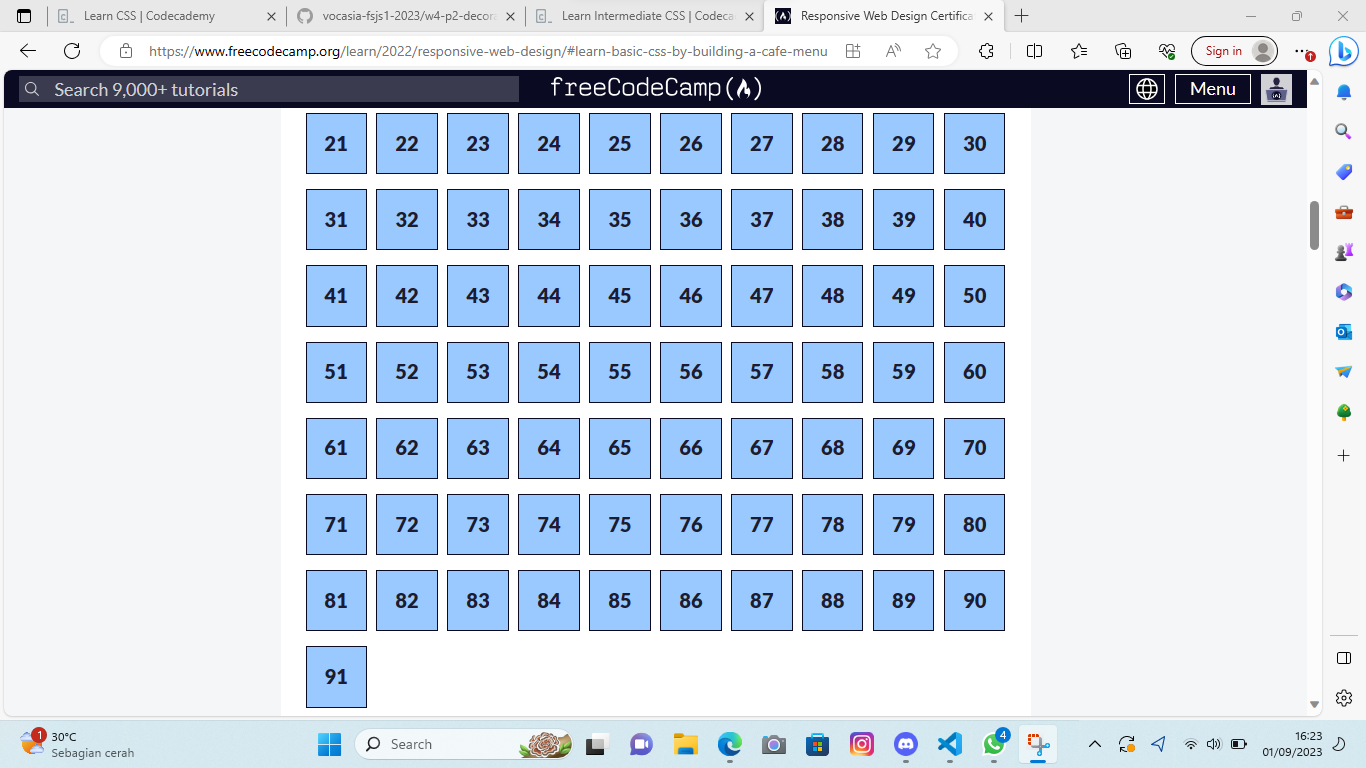 Learn CSS | Codecademy
vocasia-fsjs1-2023/w4-p2-decora
Learn Intermediate CSS | Codeca
Responsive Web Design Certifica
https://www.freecodecamp.org/learn/2022/responsive-web-design/#learn-basic-css-by-building-a-cafe-menu
Sign in
Search 9,000+ tutorials
freeCodeCamp
Menu
21 22 23 24 25 26 27 28 29 30
31 32 33 34 35 36 37 38 39 40
41 42 43 44 45 46 47 48 49 50
51 52 53 54 55 56 57 58 59 60
61 62 63 64 65 66 67 68 69 70
71 72 73 74 75 76 77 78 79 80
81 82 83 84 85 86 87 88 89 90
91
1
30°C
Sebagian cerah
Search
4
16:23
01/09/2023